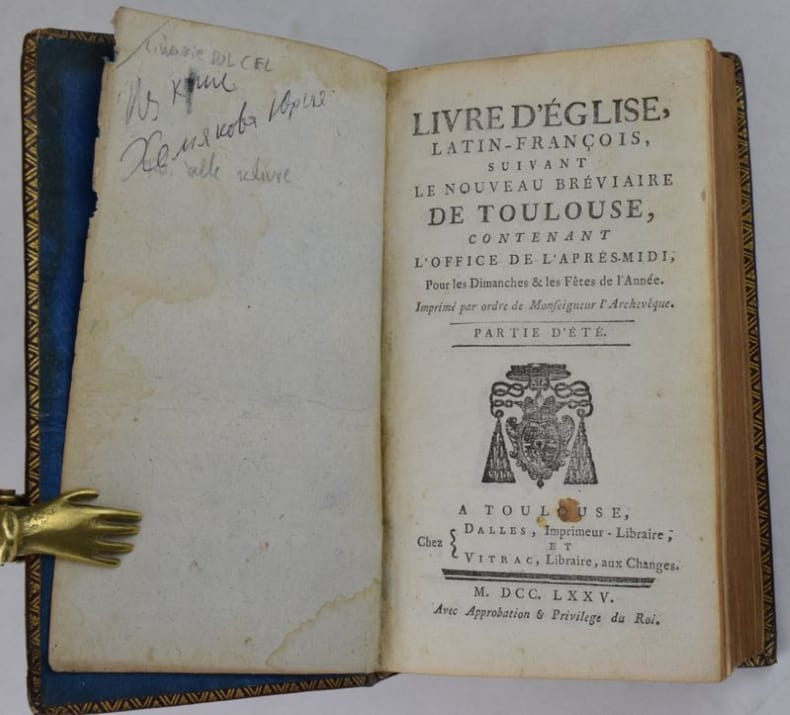 Из книг
Хомякова Юрия
LIVRE D'ÉGLISE,
LATIN-FRANÇOIS,
SUIVANT
LE NOUVEAU BRÉVIAIRE
DE TOULOUSE,
CONTENANT
L'OFFICE DE L'APRÉS-MIDI,
Pour les Dimanches & les Fêtes de l'Année.
Imprimé par ordre de Monſeigneur l'Archevêque.
PARTIE D'ÉTÉ.
A TOULOUSE,
Chez { DALLES, Imprimeur-Libraire;
ET
VITRAC, Libraire, aux Changes.
M. DCC. LXXV.
Avec Approbation & Privilege du Roi.